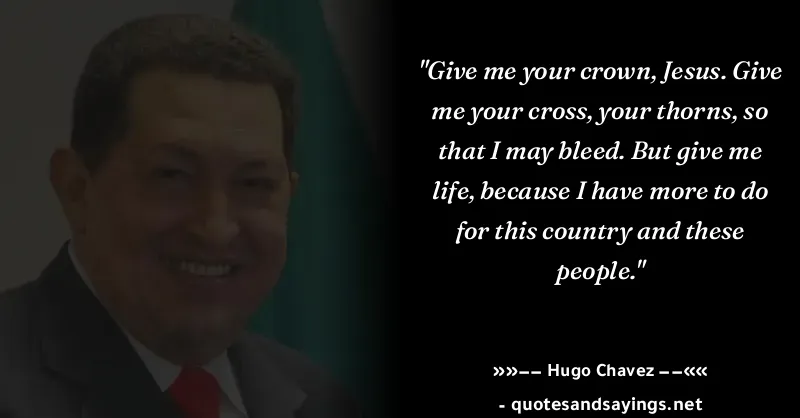 "Give me your crown, Jesus. Give
me your cross, your thorns, so
that I may bleed. But give me
life, because I have more to do
for this country and these
people."
»»−− Hugo Chavez −−««
- quotesandsayings.net